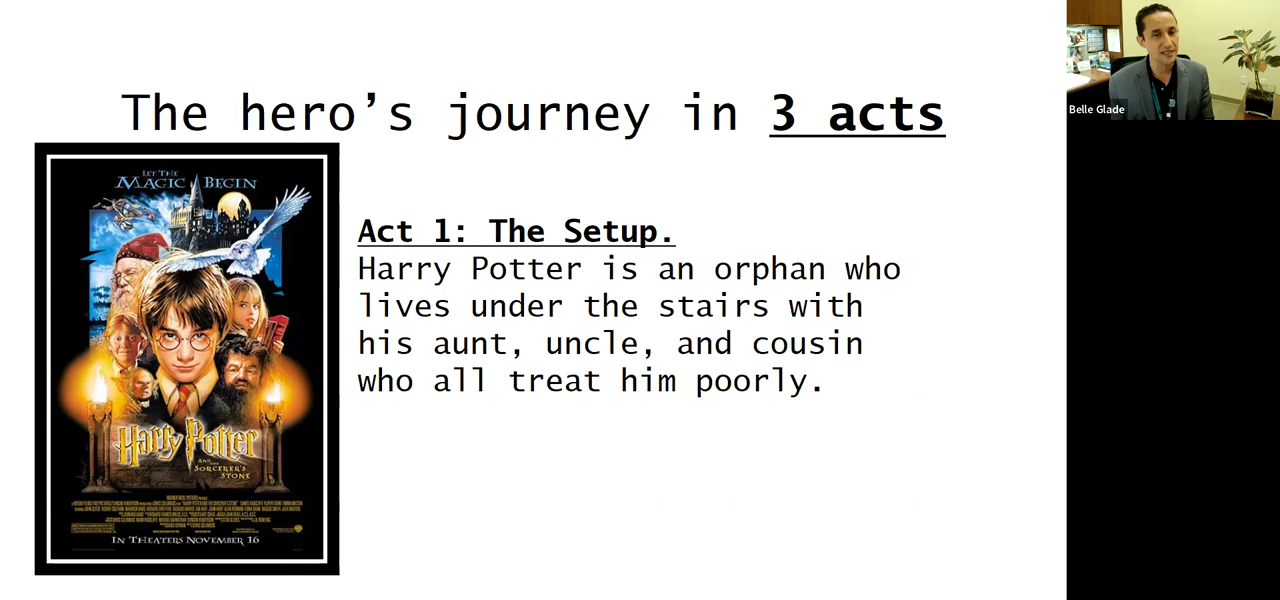 The hero's journey in 3 acts
LET THE
MAGIC BEGIN
Act 1: The Setup.
Harry Potter is an orphan who
lives under the stairs with
his aunt, uncle, and cousin
who all treat him poorly.
Harry Potter
AND THE
SORCERER'S
STONE
IN THEATERS NOVEMBER 16
Belle Glade